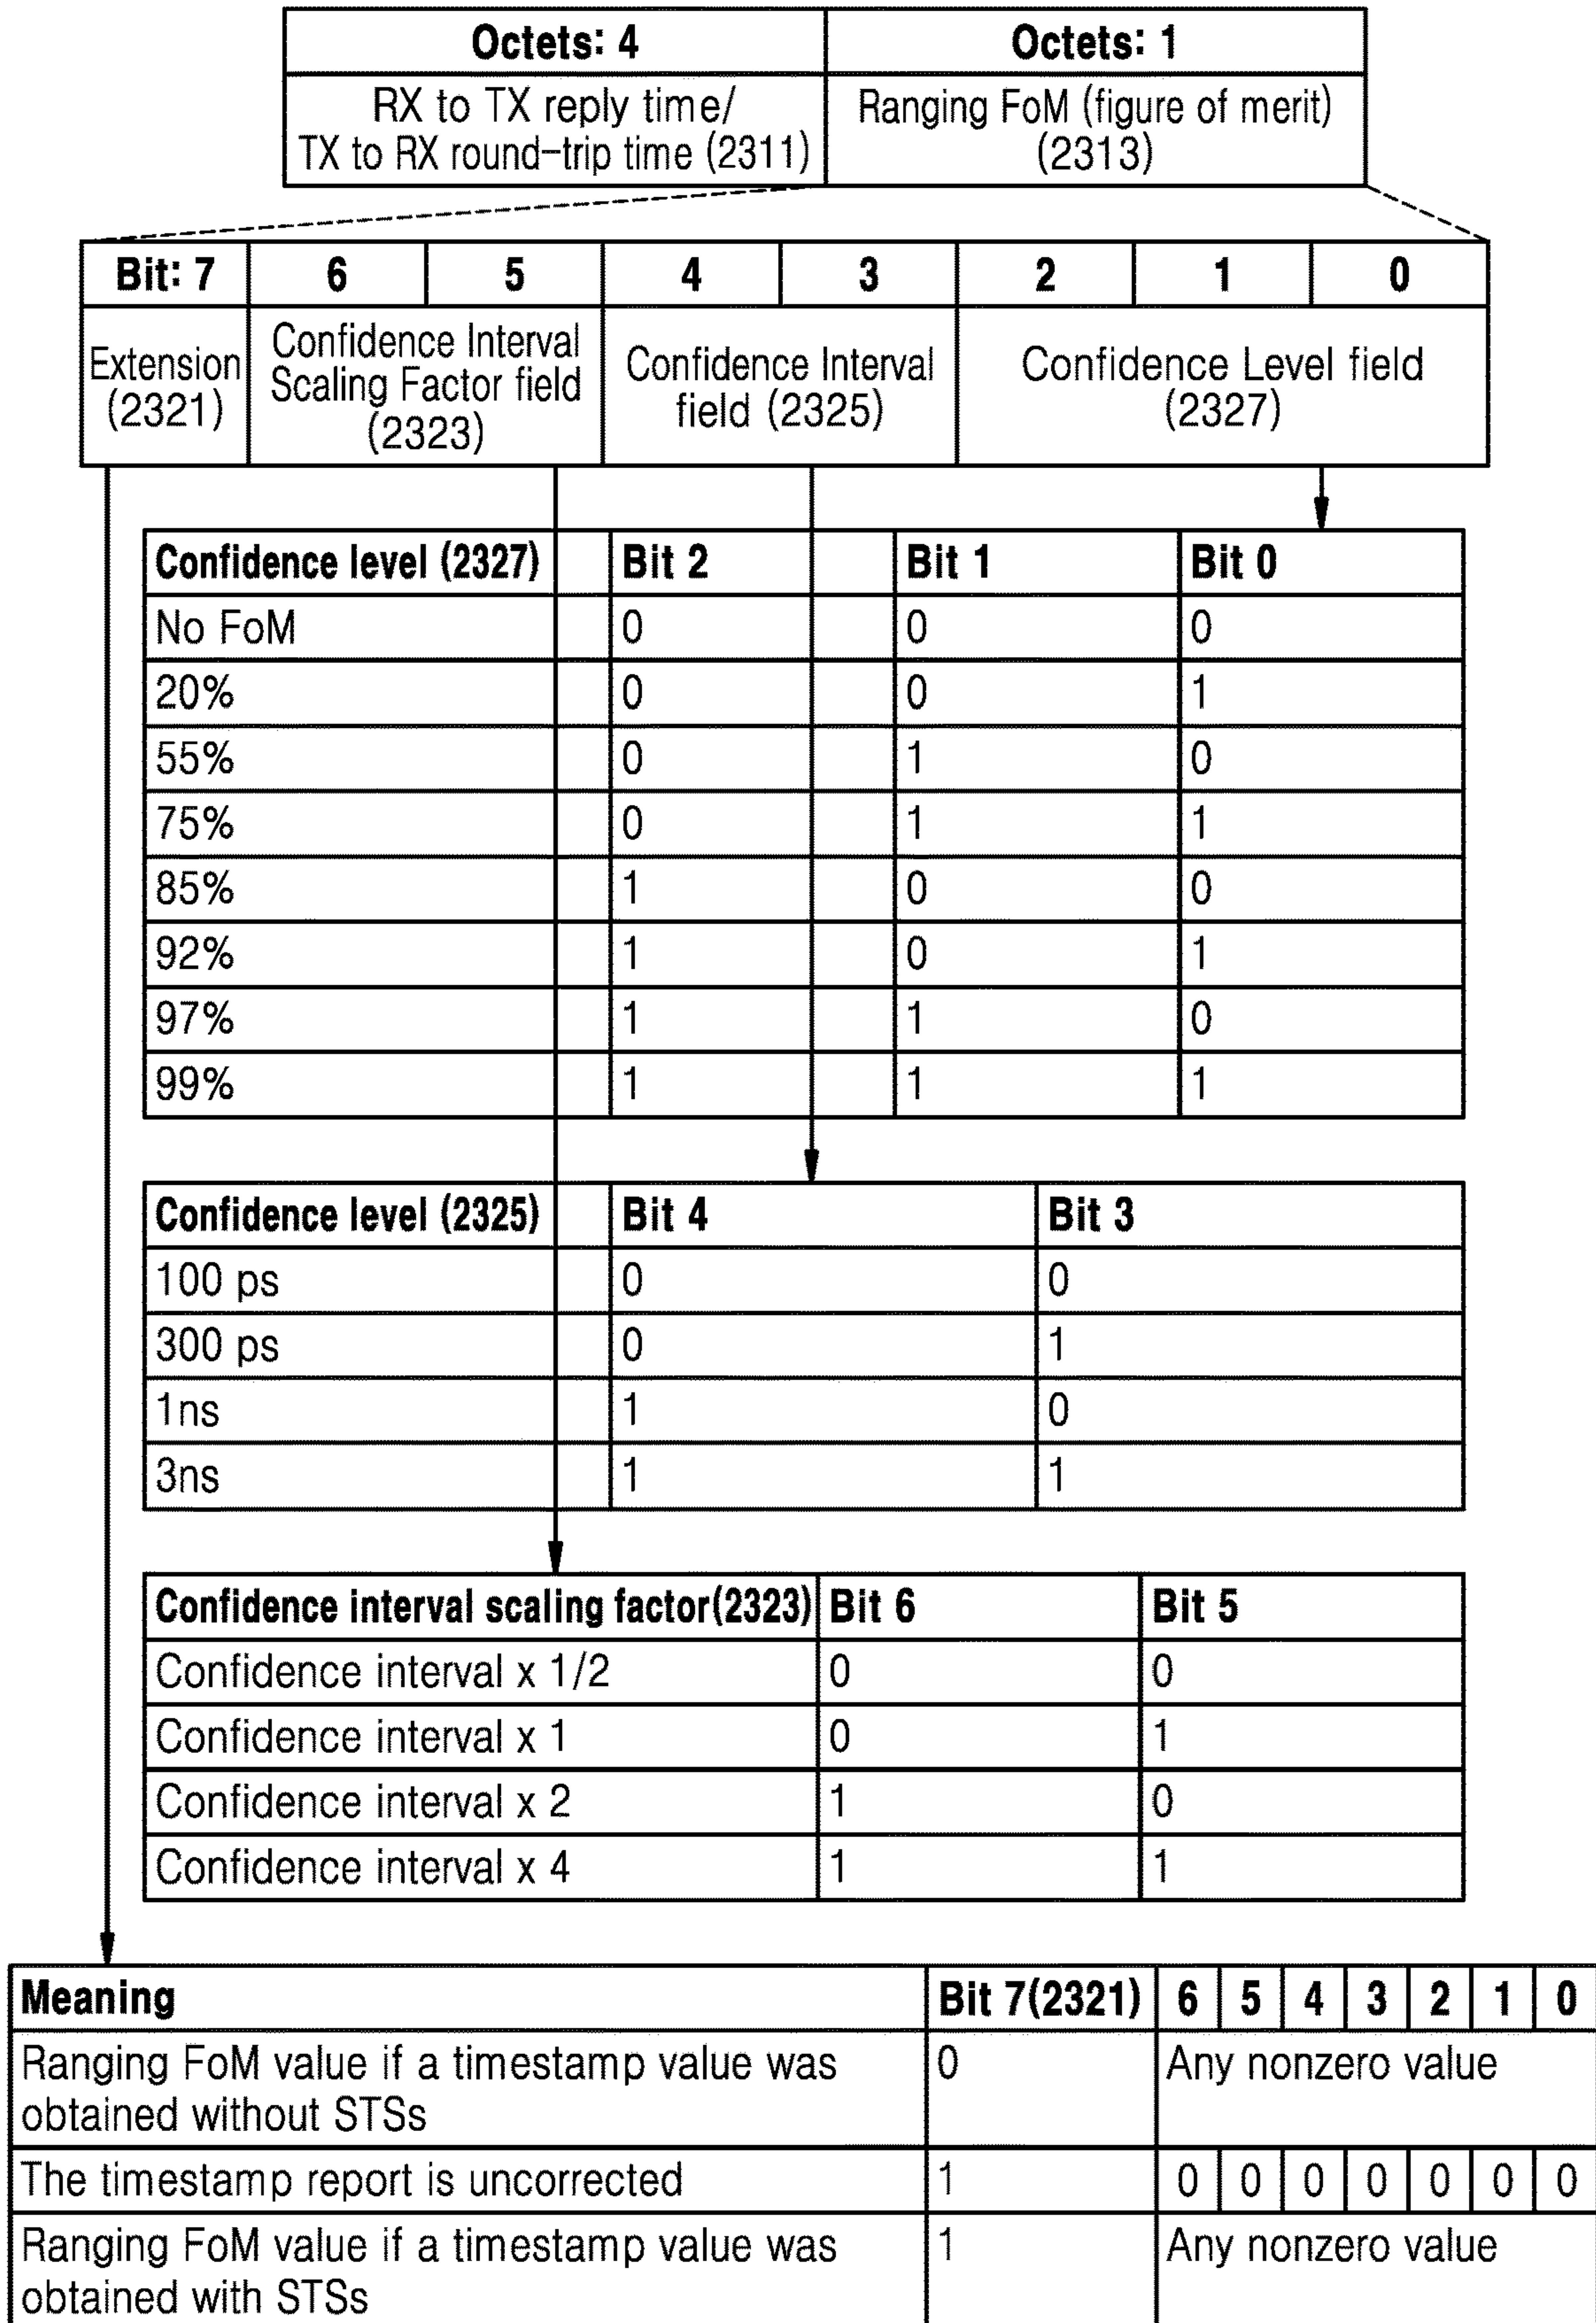 Octets: 4 Octets: 1
RX to TX reply time/
TX to RX round-trip time (2311)
Ranging FoM (figure of merit)
(2313)
Bit: 7 6 5 4 3 2 1 0
Extension
(2321)
Confidence Interval
Scaling Factor field
(2323)
Confidence Interval
field (2325)
Confidence Level field
(2327)
Confidence level (2327) Bit 2 Bit 1 Bit 0
No FoM 0 0 0
20% 0 0 1
55% 0 1 0
75% 0 1 1
85% 1 0 0
92% 1 0 1
97% 1 1 0
99% 1 1 1
Confidence level (2325) Bit 4 Bit 3
100 ps 0 0
300 ps 0 1
1ns 1 0
3ns 1 1
Confidence interval scaling factor(2323) Bit 6 Bit 5
Confidence interval x 1/2 0 0
Confidence interval x 1 0 1
Confidence interval x 2 1 0
Confidence interval x 4 1 1
Meaning Bit 7(2321) 6 5 4 3 2 1 0
Ranging FoM value if a timestamp value was
obtained without STSs
0 Any nonzero value
The timestamp report is uncorrected 1 0 0 0 0 0 0 0
Ranging FoM value if a timestamp value was
obtained with STSs
1 Any nonzero value